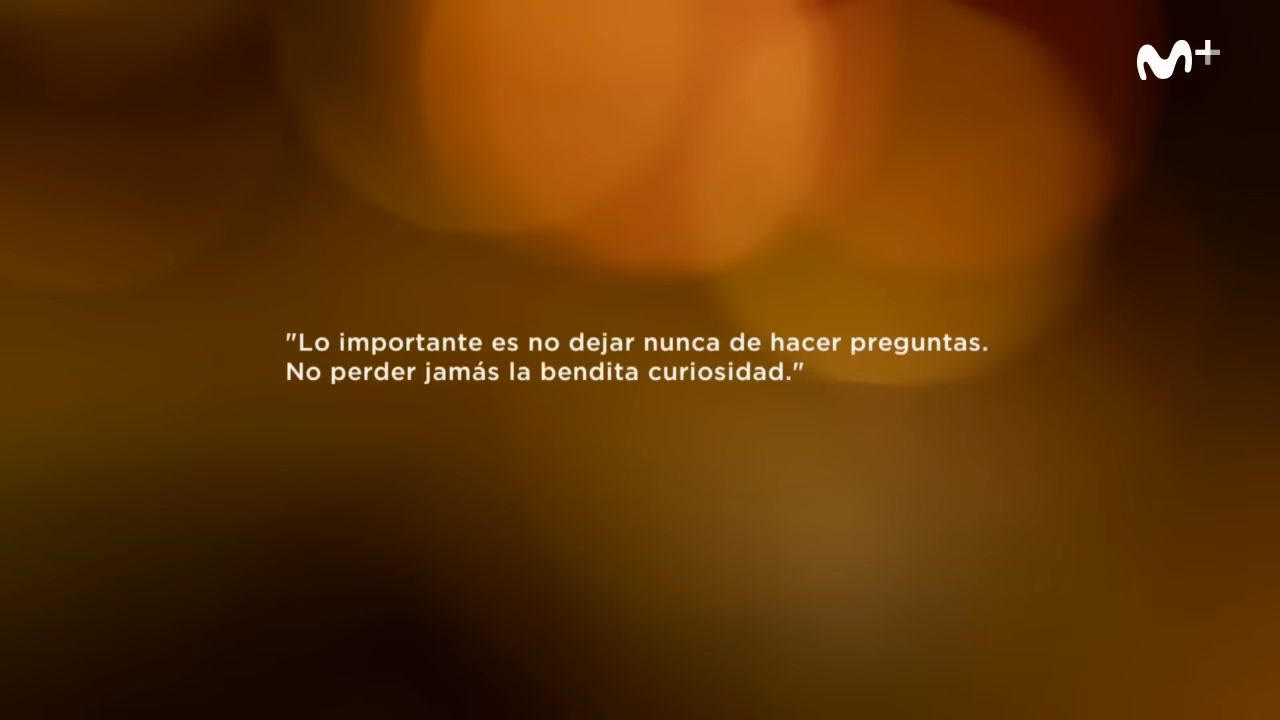 M+
"Lo importante es no dejar nunca de hacer preguntas.
No perder jamás la bendita curiosidad."